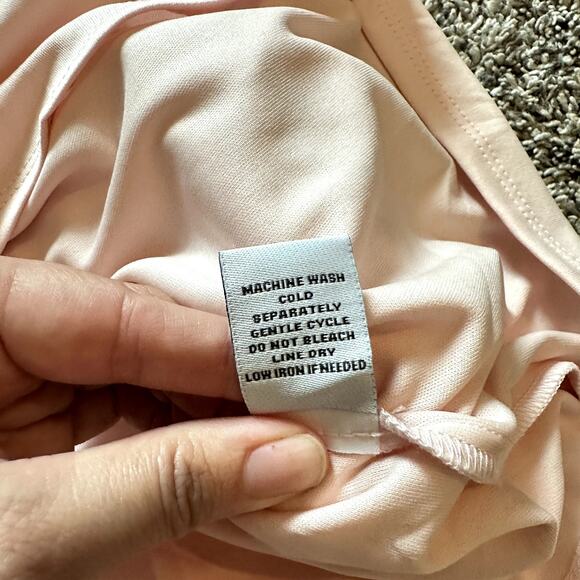 MACHINE WASH
COLD
SEPARATELY
GENTLE CYCLE
DO NOT BLEACH
LINE DRY
LOW IRON IF NEEDED